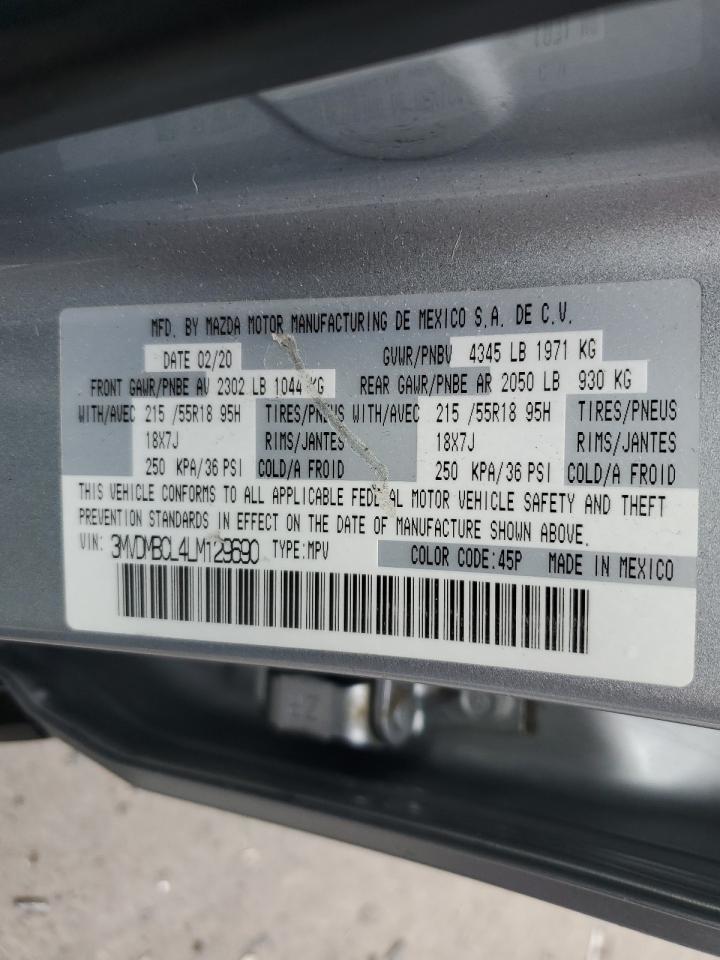 MFD. BY MAZDA MOTOR MANUFACTURING DE MEXICO S.A. DE C.V.
DATE 02/20 GVWR/PNBV 4345 LB 1971 KG
FRONT GAWR/PNBE AV 2302 LB 1044 KG REAR GAWR/PNBE AR 2050 LB 930 KG
WITH/AVEC 215 /55R18 95H TIRES/PNEUS WITH/AVEC 215 /55R18 95H TIRES/PNEUS
18X7J RIMS/JANTES 18X7J RIMS/JANTES
250 KPA/36 PSI COLD/A FROID 250 KPA/36 PSI COLD/A FROID
THIS VEHICLE CONFORMS TO ALL APPLICABLE FEDERAL MOTOR VEHICLE SAFETY AND THEFT
PREVENTION STANDARDS IN EFFECT ON THE DATE OF MANUFACTURE SHOWN ABOVE.
VIN: 3MVDMBCL4LM129690 TYPE:MPV COLOR CODE:45P MADE IN MEXICO